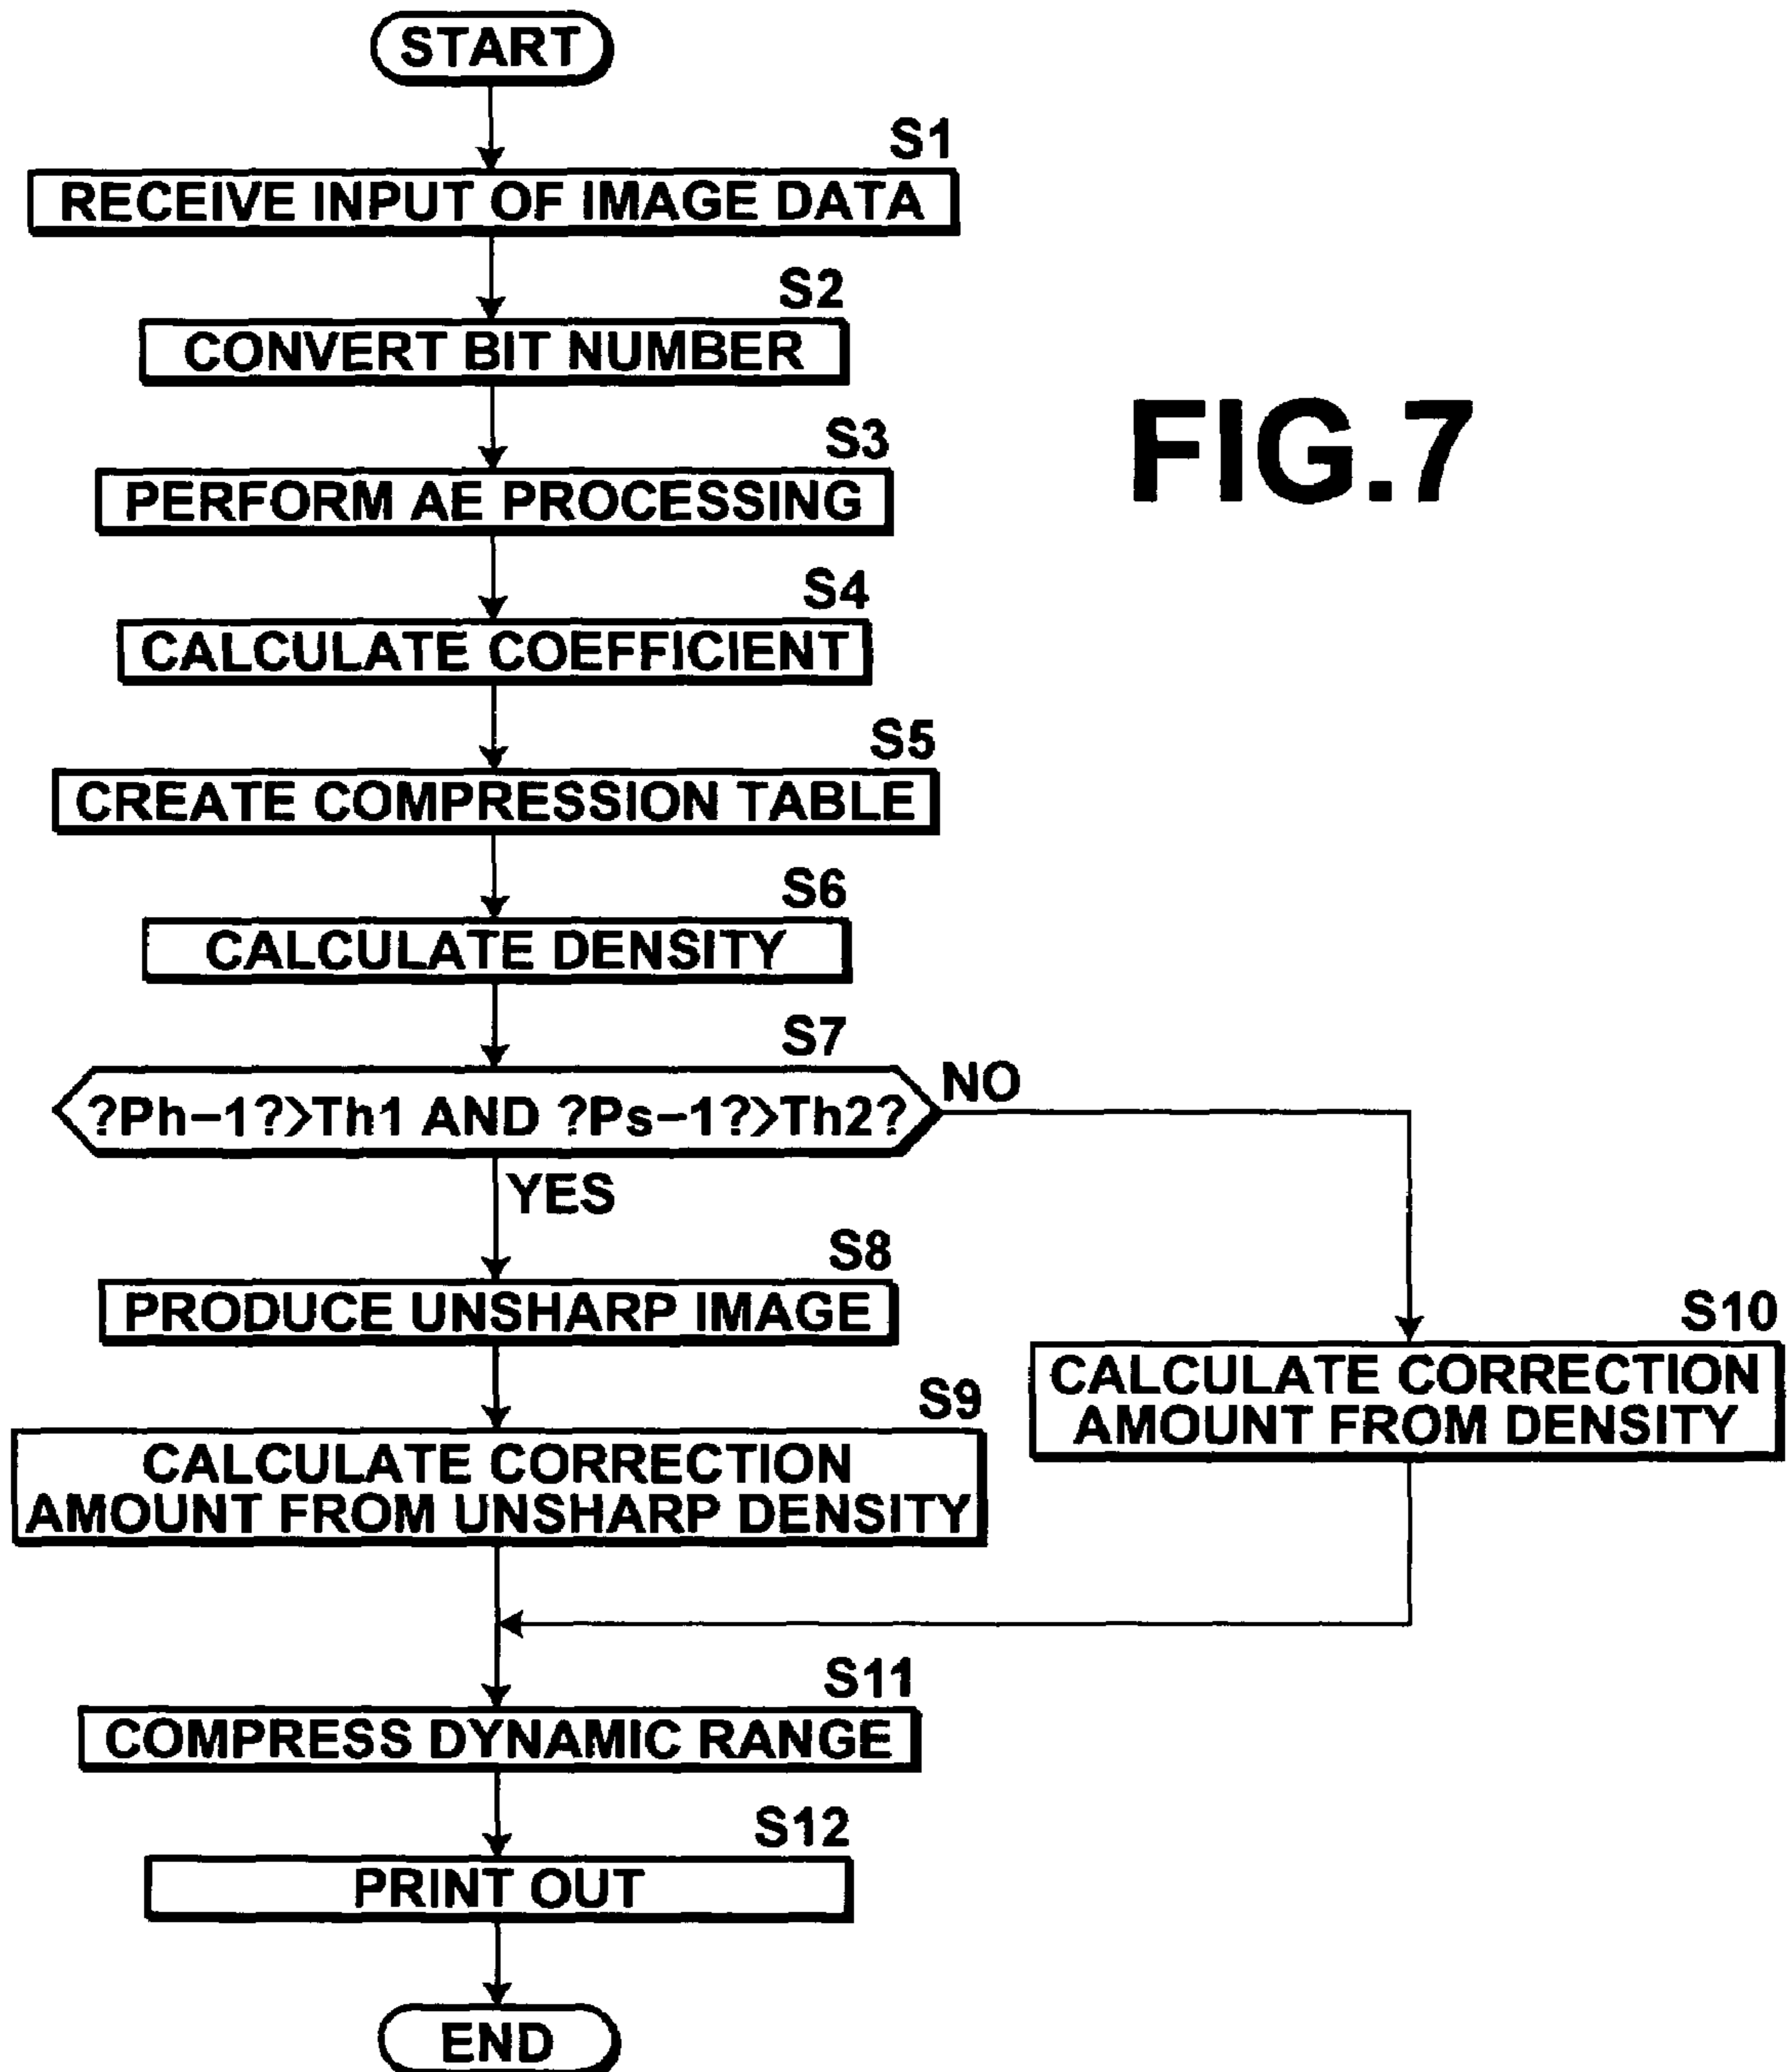 START
S1
RECEIVE INPUT OF IMAGE DATA
S2
CONVERT BIT NUMBER
FIG.7
S3
PERFORM AE PROCESSING
S4
CALCULATE COEFFICIENT
S5
CREATE COMPRESSION TABLE
S6
CALCULATE DENSITY
S7
?Ph-1?>Th1 AND ?Ps-1?>Th2?
NO
YES
S8
PRODUCE UNSHARP IMAGE
S9
CALCULATE CORRECTION
AMOUNT FROM UNSHARP DENSITY
S10
CALCULATE CORRECTION
AMOUNT FROM DENSITY
S11
COMPRESS DYNAMIC RANGE
S12
PRINT OUT
END